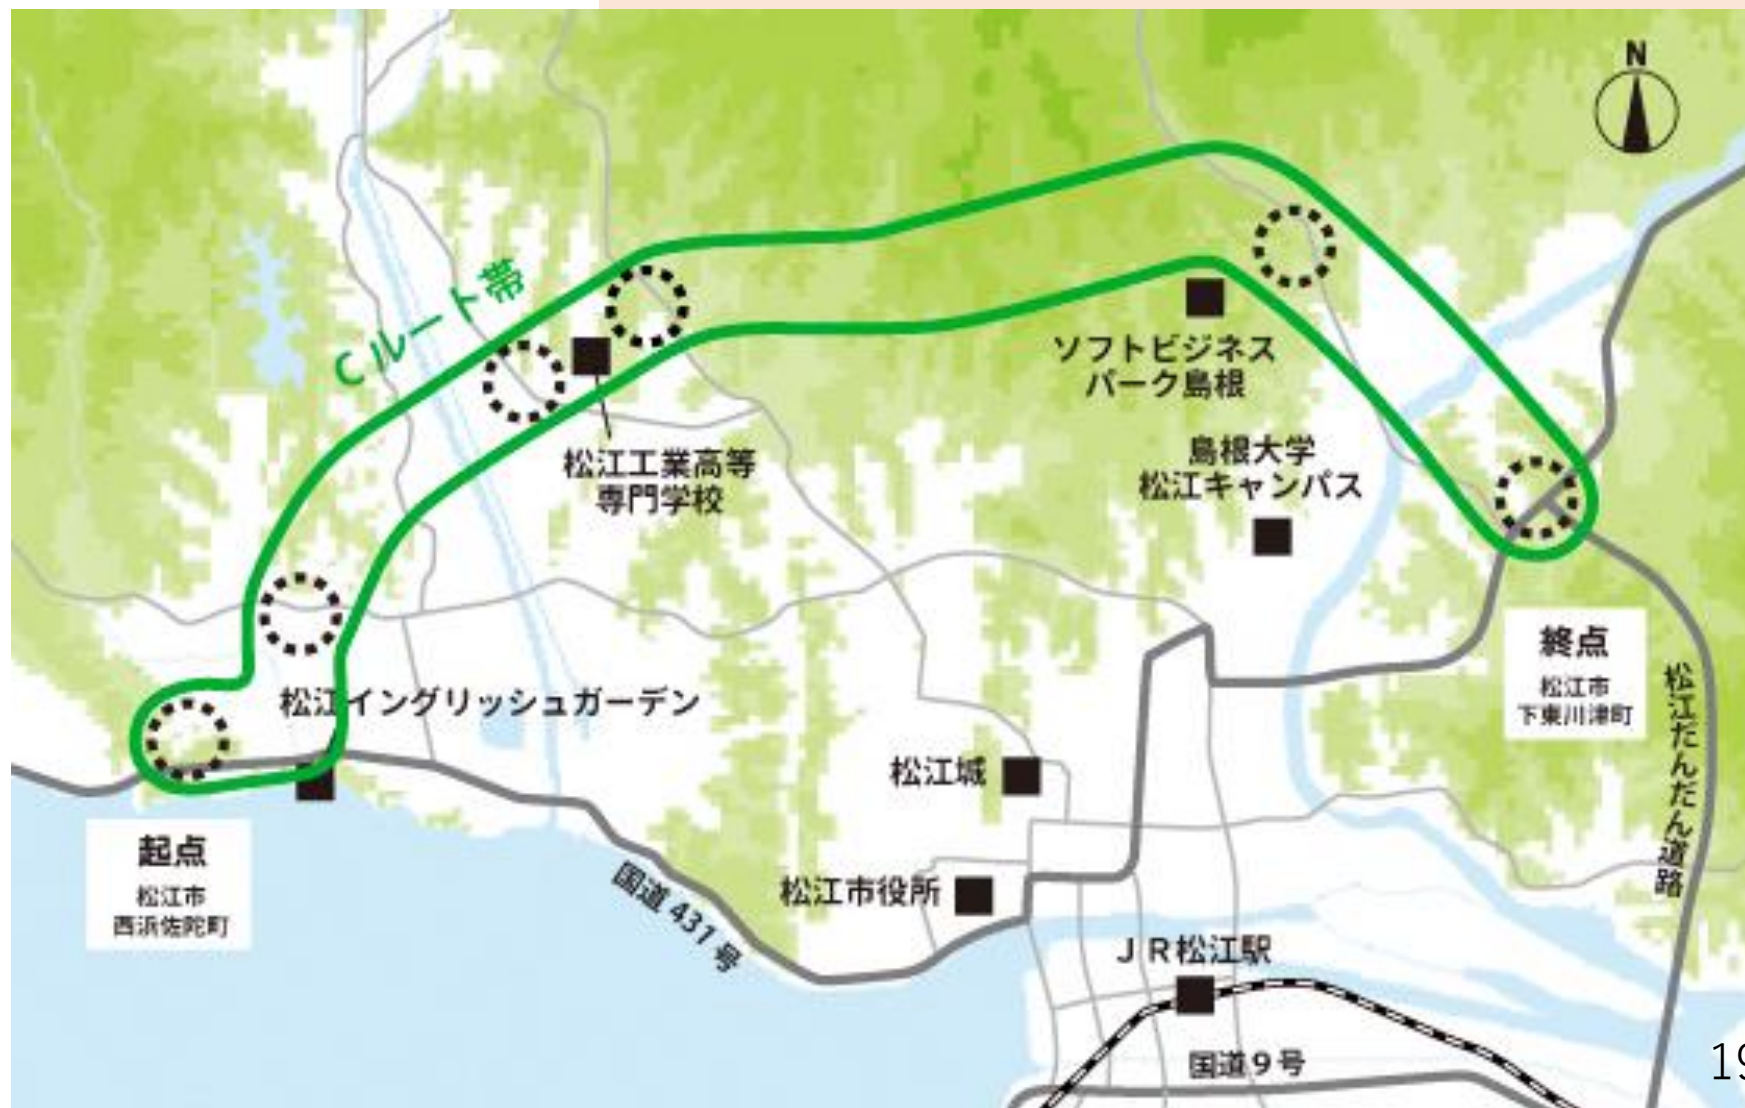 N
Cルート帯
ソフトビジネス
パーク島根
島根大学
松江キャンパス
松江工業高等
専門学校
終点
松江市
下東川津町
松江だんだん道路
松江イングリッシュガーデン
松江城
起点
松江市
西浜佐陀町
国道431号
松江市役所
JR松江駅
国道9号
19